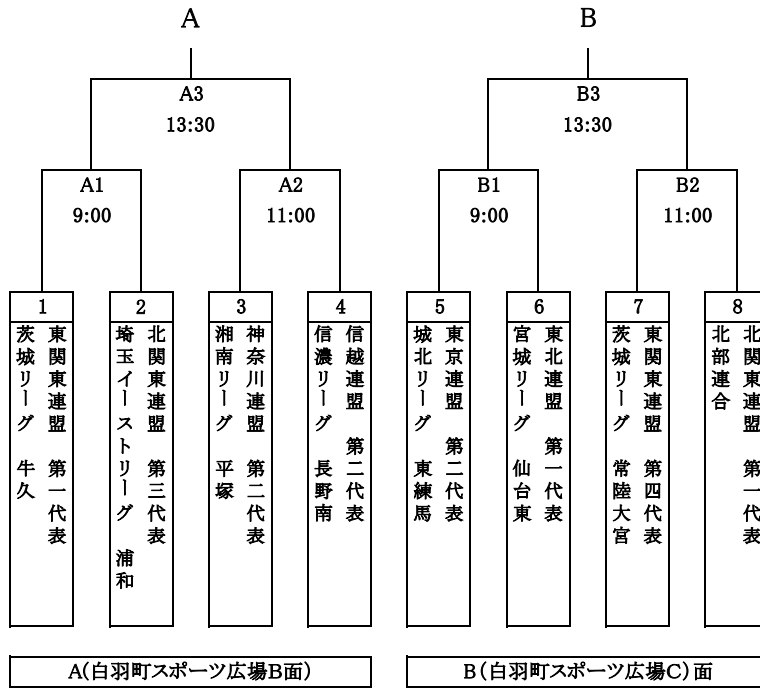 A
B
A3
13:30
B3
13:30
A1
9:00
A2
11:00
B1
9:00
B2
11:00
1
東関東連盟 第一代表
茨城リーグ 牛久
2
北関東連盟 第三代表
埼玉イーストリーグ 浦和
3
神奈川連盟 第二代表
湘南リーグ 平塚
4
信越連盟 第二代表
信濃リーグ 長野南
5
東京連盟 第二代表
城北リーグ 東練馬
6
東北連盟 第一代表
宮城リーグ 仙台東
7
東関東連盟 第四代表
茨城リーグ 常陸大宮
8
北関東連盟 第一代表
北部連合
A(白羽町スポーツ広場B面)
B(白羽町スポーツ広場C)面